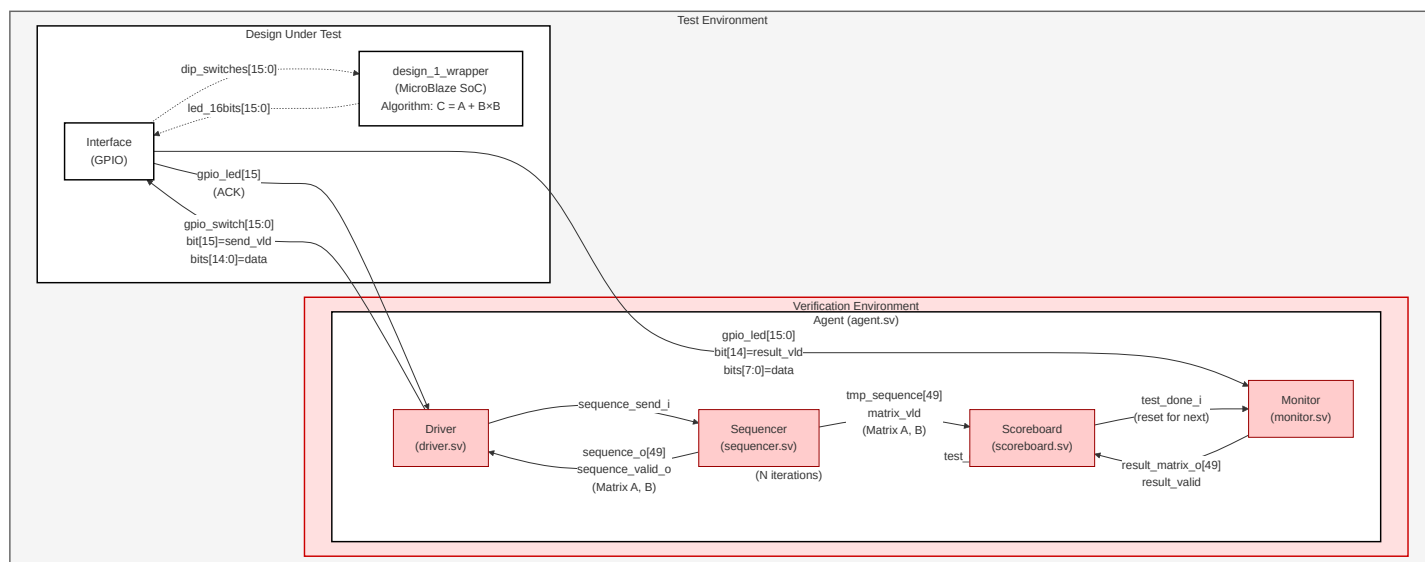 Test Environment
Design Under Test
dip_switches[15:0]
design_1_wrapper
(MicroBlaze SoC)
Algorithm: C = A + B×B
led_16bits[15:0]
Interface
(GPIO)
gpio_led[15]
(ACK)
gpio_switch[15:0]
bit[15]=send_vld
bits[14:0]=data
Verification Environment
Agent (agent.sv)
gpio_led[15:0]
bit[14]=result_vld
bits[7:0]=data
Driver
(driver.sv)
sequence_send_i
sequence_o[49]
sequence_valid_o
(Matrix A, B)
Sequencer
(sequencer.sv)
(N iterations)
tmp_sequence[49]
matrix_vld
(Matrix A, B)
test_
Scoreboard
(scoreboard.sv)
test_done_i
(reset for next)
result_matrix_o[49]
result_valid
Monitor
(monitor.sv)